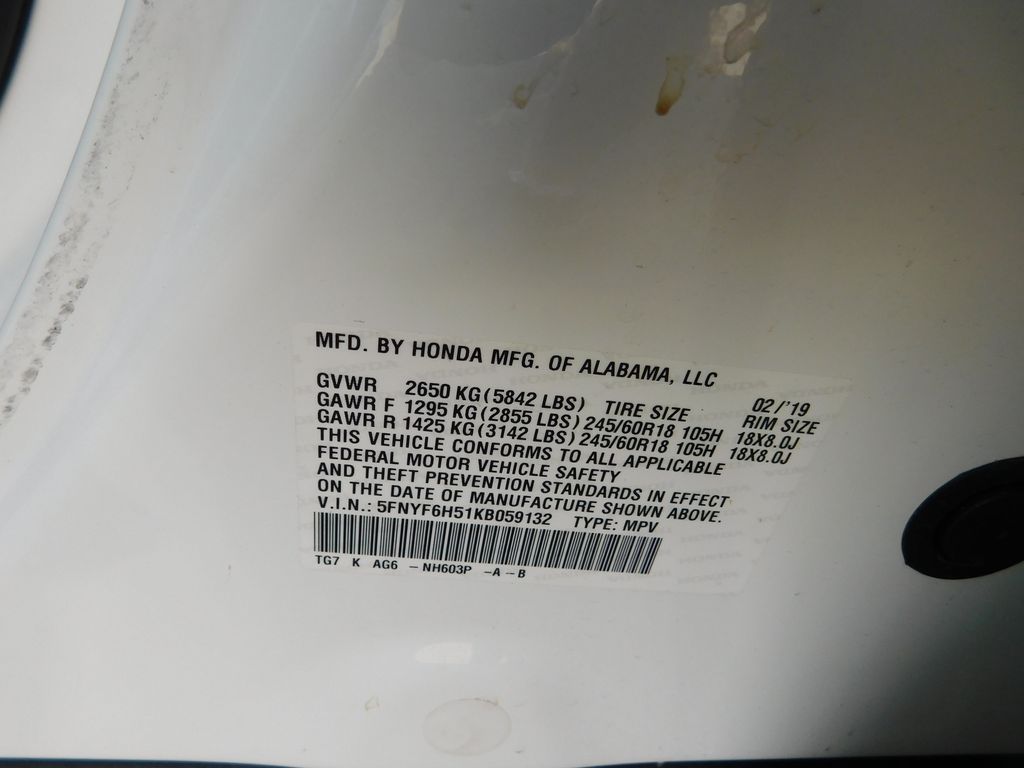 MFD. BY HONDA MFG. OF ALABAMA, LLC
GVWR 2650 KG (5842 LBS) TIRE SIZE 02/'19 RIM SIZE
GAWR F 1295 KG (2855 LBS) 245/60R18 105H 18X8.0J
GAWR R 1425 KG (3142 LBS) 245/60R18 105H 18X8.0J
THIS VEHICLE CONFORMS TO ALL APPLICABLE
FEDERAL MOTOR VEHICLE SAFETY
AND THEFT PREVENTION STANDARDS IN EFFECT
ON THE DATE OF MANUFACTURE SHOWN ABOVE.
V.I.N.: 5FNYF6H51KB059132 TYPE: MPV
TG7 K AG6 -NH603P -A-B